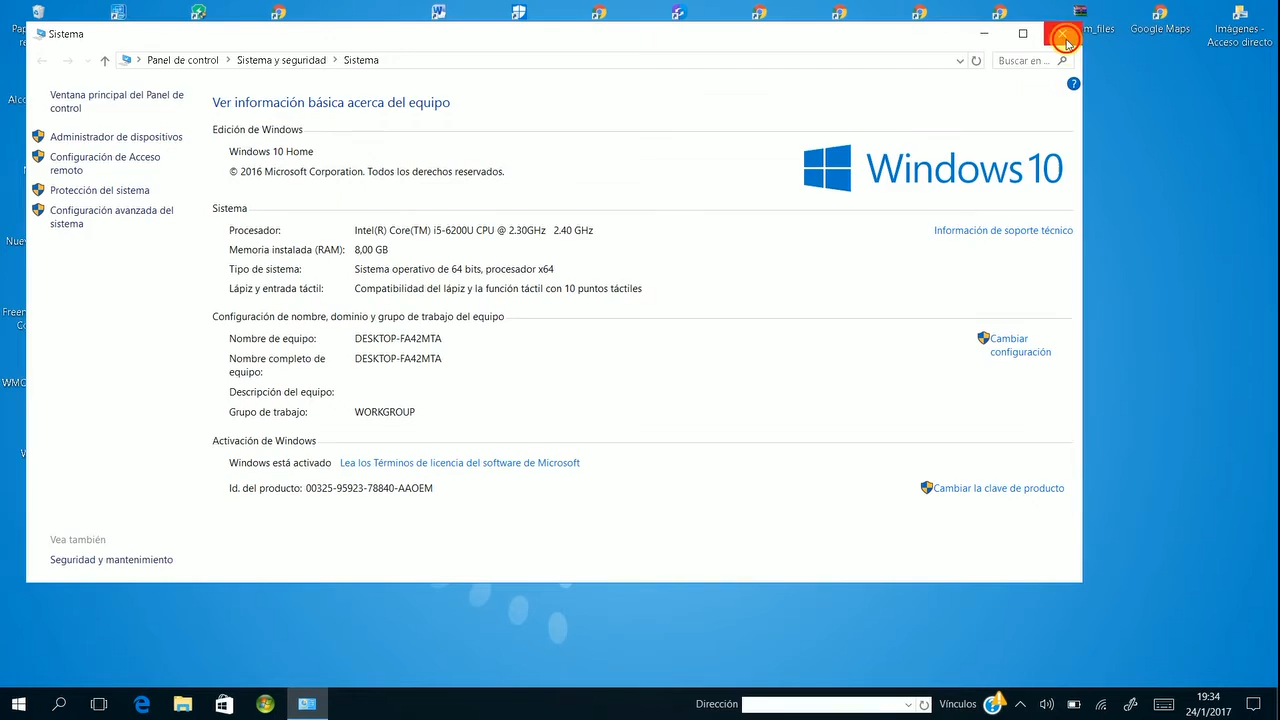 Sistema
Panel de control > Sistema y seguridad > Sistema
Buscar en ...
Ventana principal del Panel de
control
Administrador de dispositivos
Configuración de Acceso
remoto
Protección del sistema
Configuración avanzada del
sistema
Vea también
Seguridad y mantenimiento
Ver información básica acerca del equipo
Edición de Windows
Windows 10 Home
© 2016 Microsoft Corporation. Todos los derechos reservados.
Windows 10
Sistema
Procesador: Intel(R) Core(TM) i5-6200U CPU @ 2.30GHz 2.40 GHz
Información de soporte técnico
Memoria instalada (RAM): 8,00 GB
Tipo de sistema: Sistema operativo de 64 bits, procesador x64
Lápiz y entrada táctil: Compatibilidad del lápiz y la función táctil con 10 puntos táctiles
Configuración de nombre, dominio y grupo de trabajo del equipo
Nombre de equipo: DESKTOP-FA42MTA
Cambiar
configuración
Nombre completo de DESKTOP-FA42MTA
equipo:
Descripción del equipo:
Grupo de trabajo: WORKGROUP
Activación de Windows
Windows está activado Lea los Términos de licencia del software de Microsoft
Id. del producto: 00325-95923-78840-AAOEM
Cambiar la clave de producto
m_files
Google Maps
Imágenes -
Acceso directo
Dirección
Vínculos
19:34
24/1/2017